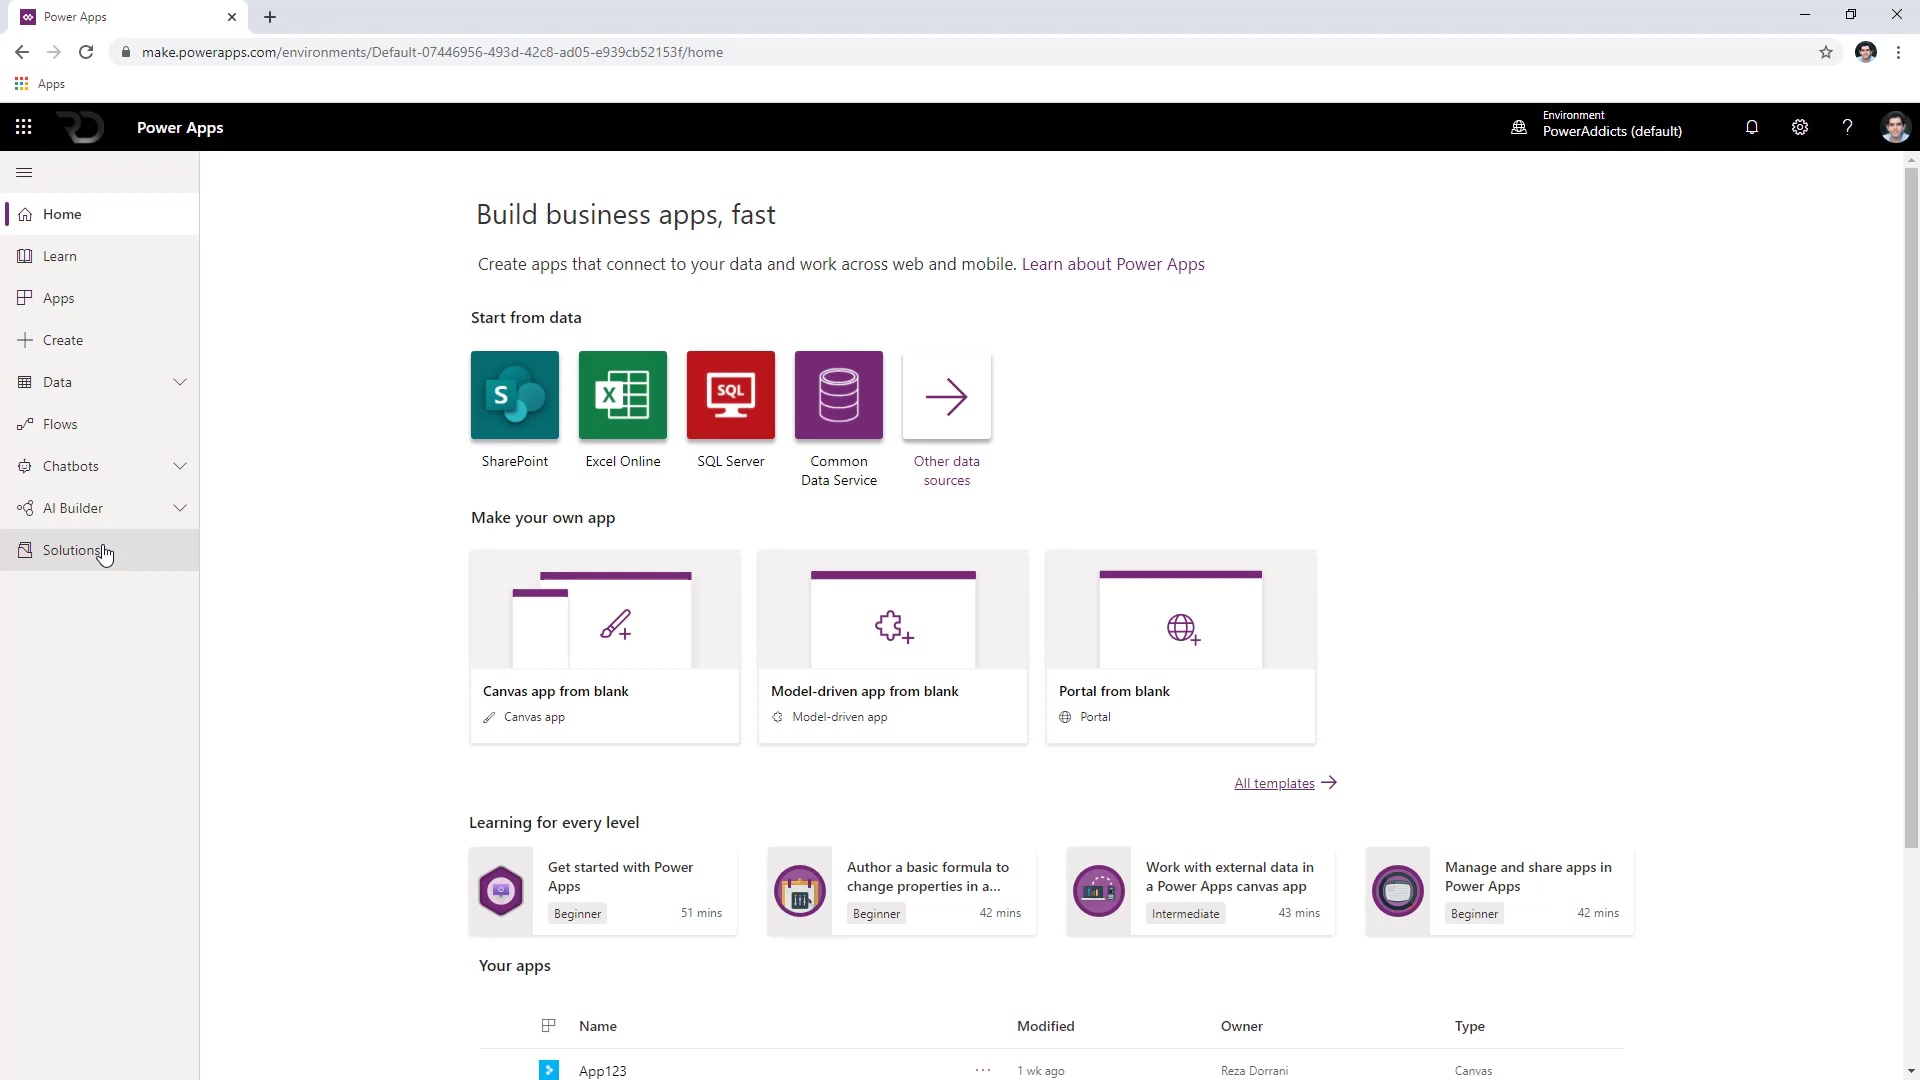 Power Apps
make.powerapps.com/environments/Default-07446956-493d-42c8-ad05-e939cb52153f/home
Apps
Power Apps
Environment
PowerAddicts (default)
Home
Learn
Apps
Create
Data
Flows
Chatbots
AI Builder
Solutions
Build business apps, fast
Create apps that connect to your data and work across web and mobile. Learn about Power Apps
Start from data
S
X
SQL
SharePoint
Excel Online
SQL Server
Common
Data Service
Other data
sources
Make your own app
Canvas app from blank
Canvas app
Model-driven app from blank
Model-driven app
Portal from blank
Portal
All templates
Learning for every level
Get started with Power
Apps
Beginner
51 mins
Author a basic formula to
change properties in a...
Beginner
42 mins
Work with external data in
a Power Apps canvas app
Intermediate
43 mins
Manage and share apps in
Power Apps
Beginner
42 mins
Your apps
Name
Modified
Owner
Type
App123
... 1 wk ago
Reza Dorrani
Canvas